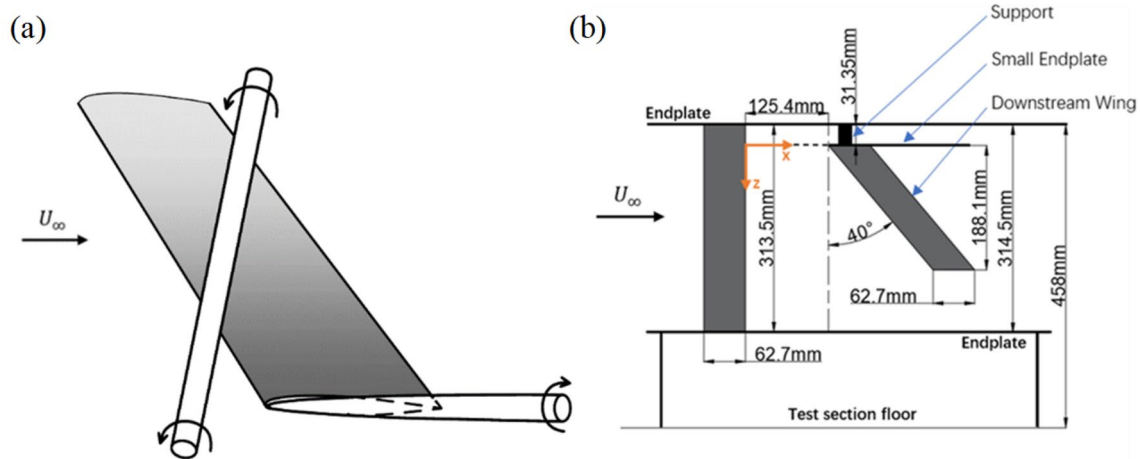 (a)
U∞
(b)
Support
Small Endplate
Downstream Wing
31.35mm
125.4mm
Endplate
x
z
U∞
313.5mm
40°
188.1mm
314.5mm
458mm
62.7mm
62.7mm
Endplate
Test section floor